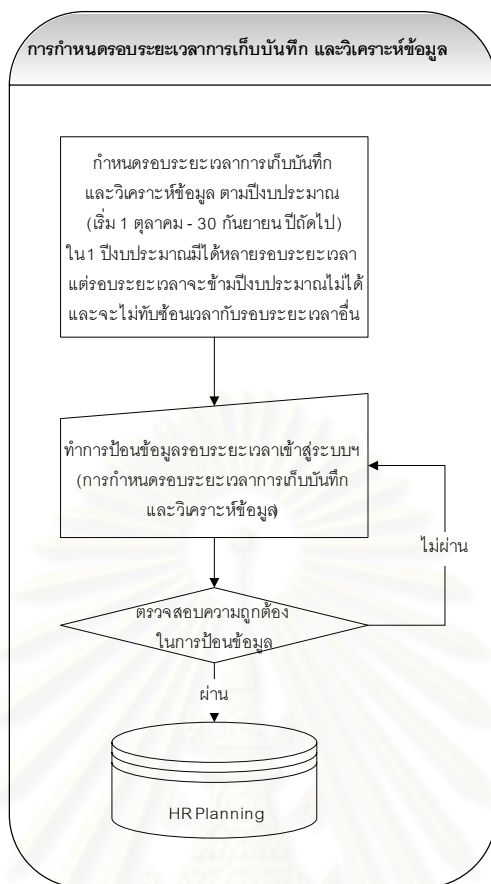 การกำหนดรอบระยะเวลาการเก็บบันทึก และวิเคราะห์ข้อมูล
กำหนดรอบระยะเวลาการเก็บบันทึก
และวิเคราะห์ข้อมูล ตามปีงบประมาณ
(เริ่ม 1 ตุลาคม - 30 กันยายน ปีถัดไป)
ใน 1 ปีงบประมาณมีได้หลายรอบระยะเวลา
แต่รอบระยะเวลาจะข้ามปีงบประมาณไม่ได้
และจะไม่ทับซ้อนเวลากับรอบระยะเวลาอื่น
ทำการป้อนข้อมูลรอบระยะเวลาเข้าสู่ระบบฯ
(การกำหนดรอบระยะเวลาการเก็บบันทึก
และวิเคราะห์ข้อมูล)
ไม่ผ่าน
ตรวจสอบความถูกต้อง
ในการป้อนข้อมูล
ผ่าน
HR Planning